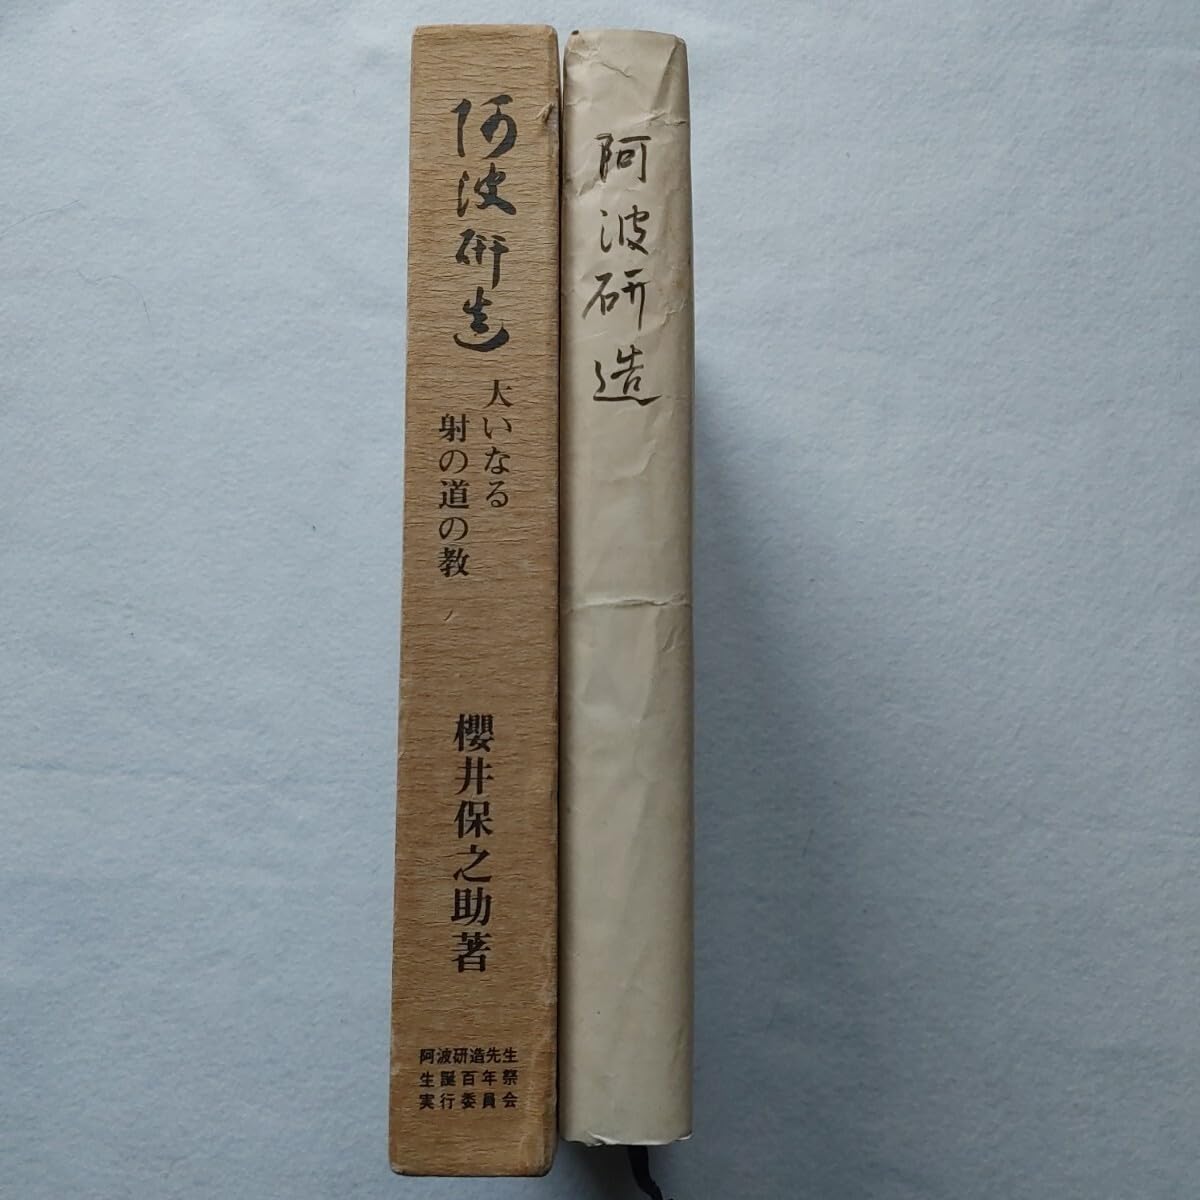 阿波研造
大いなる
射の道の教
櫻井保之助著
阿波研造先生
生誕百年祭
実行委員会
阿波研造